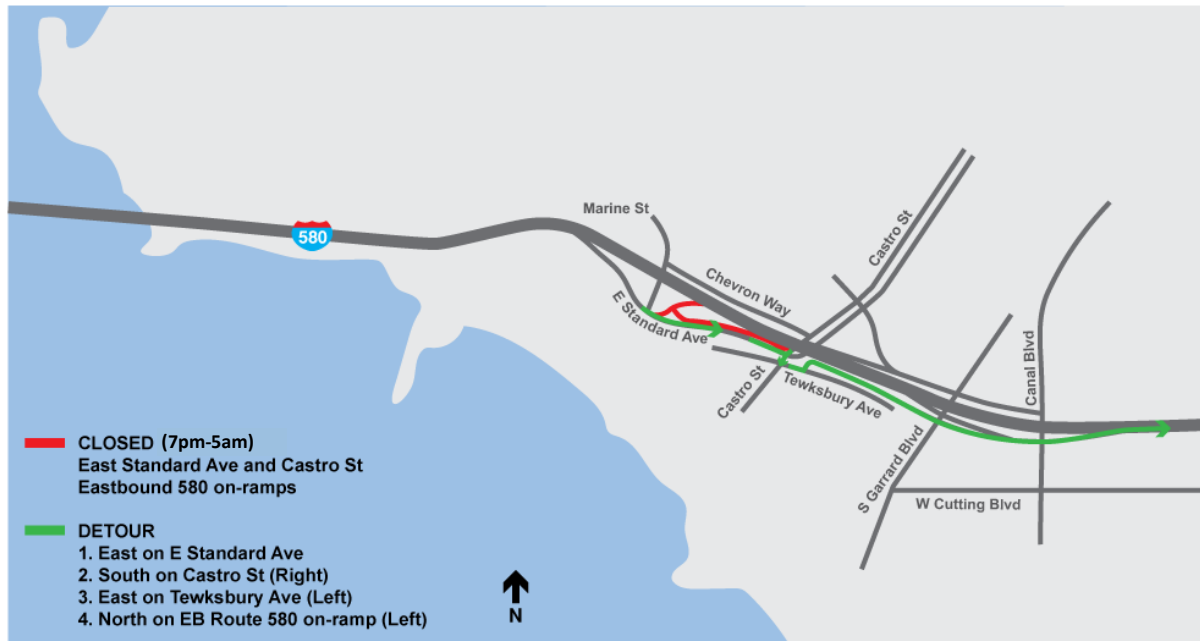 Marine St
580
Castro St
Chevron Way
E Standard Ave
Canal Blvd
Castro St
Tewksbury Ave
S Garrard Blvd
W Cutting Blvd
CLOSED (7pm-5am)
East Standard Ave and Castro St
Eastbound 580 on-ramps
DETOUR
1. East on E Standard Ave
2. South on Castro St (Right)
3. East on Tewksbury Ave (Left)
4. North on EB Route 580 on-ramp (Left)
N